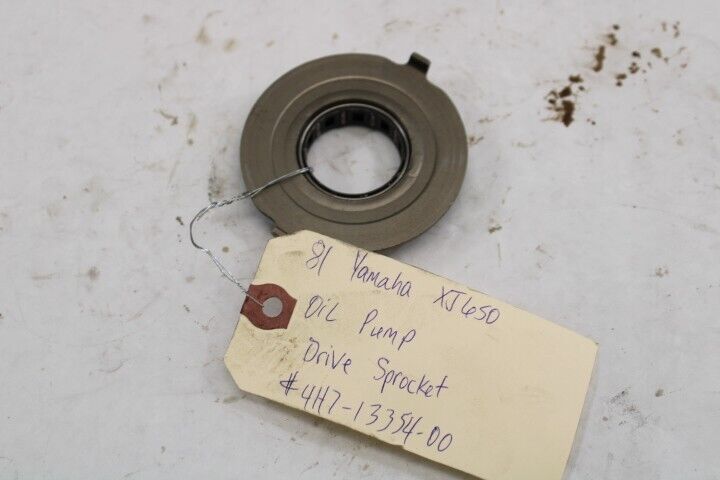 81 Yamaha XJ650
OiL Pump
Drive Sprocket
#4H7-13354-00